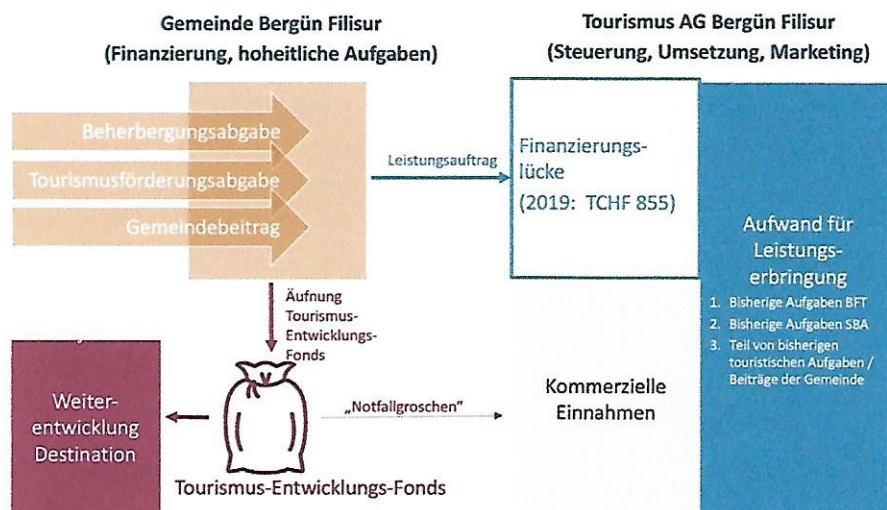 Gemeinde Bergün Filisur
(Finanzierung, hoheitliche Aufgaben)
Tourismus AG Bergün Filisur
(Steuerung, Umsetzung, Marketing)
Beherbergungsabgabe
Tourismusförderungsabgabe
Gemeindebeitrag
Leistungsauftrag
Finanzierungs-
lücke
(2019: TCHF 855)
Aufwand für
Leistungs-
erbringung
1. Bisherige Aufgaben BFT
2. Bisherige Aufgaben SBA
3. Teil von bisherigen
touristischen Aufgaben /
Beiträge der Gemeinde
Äufnung
Tourismus-
Entwicklungs-
Fonds
Weiter-
entwicklung
Destination
„Notfallgroschen"
Kommerzielle
Einnahmen
Tourismus-Entwicklungs-Fonds